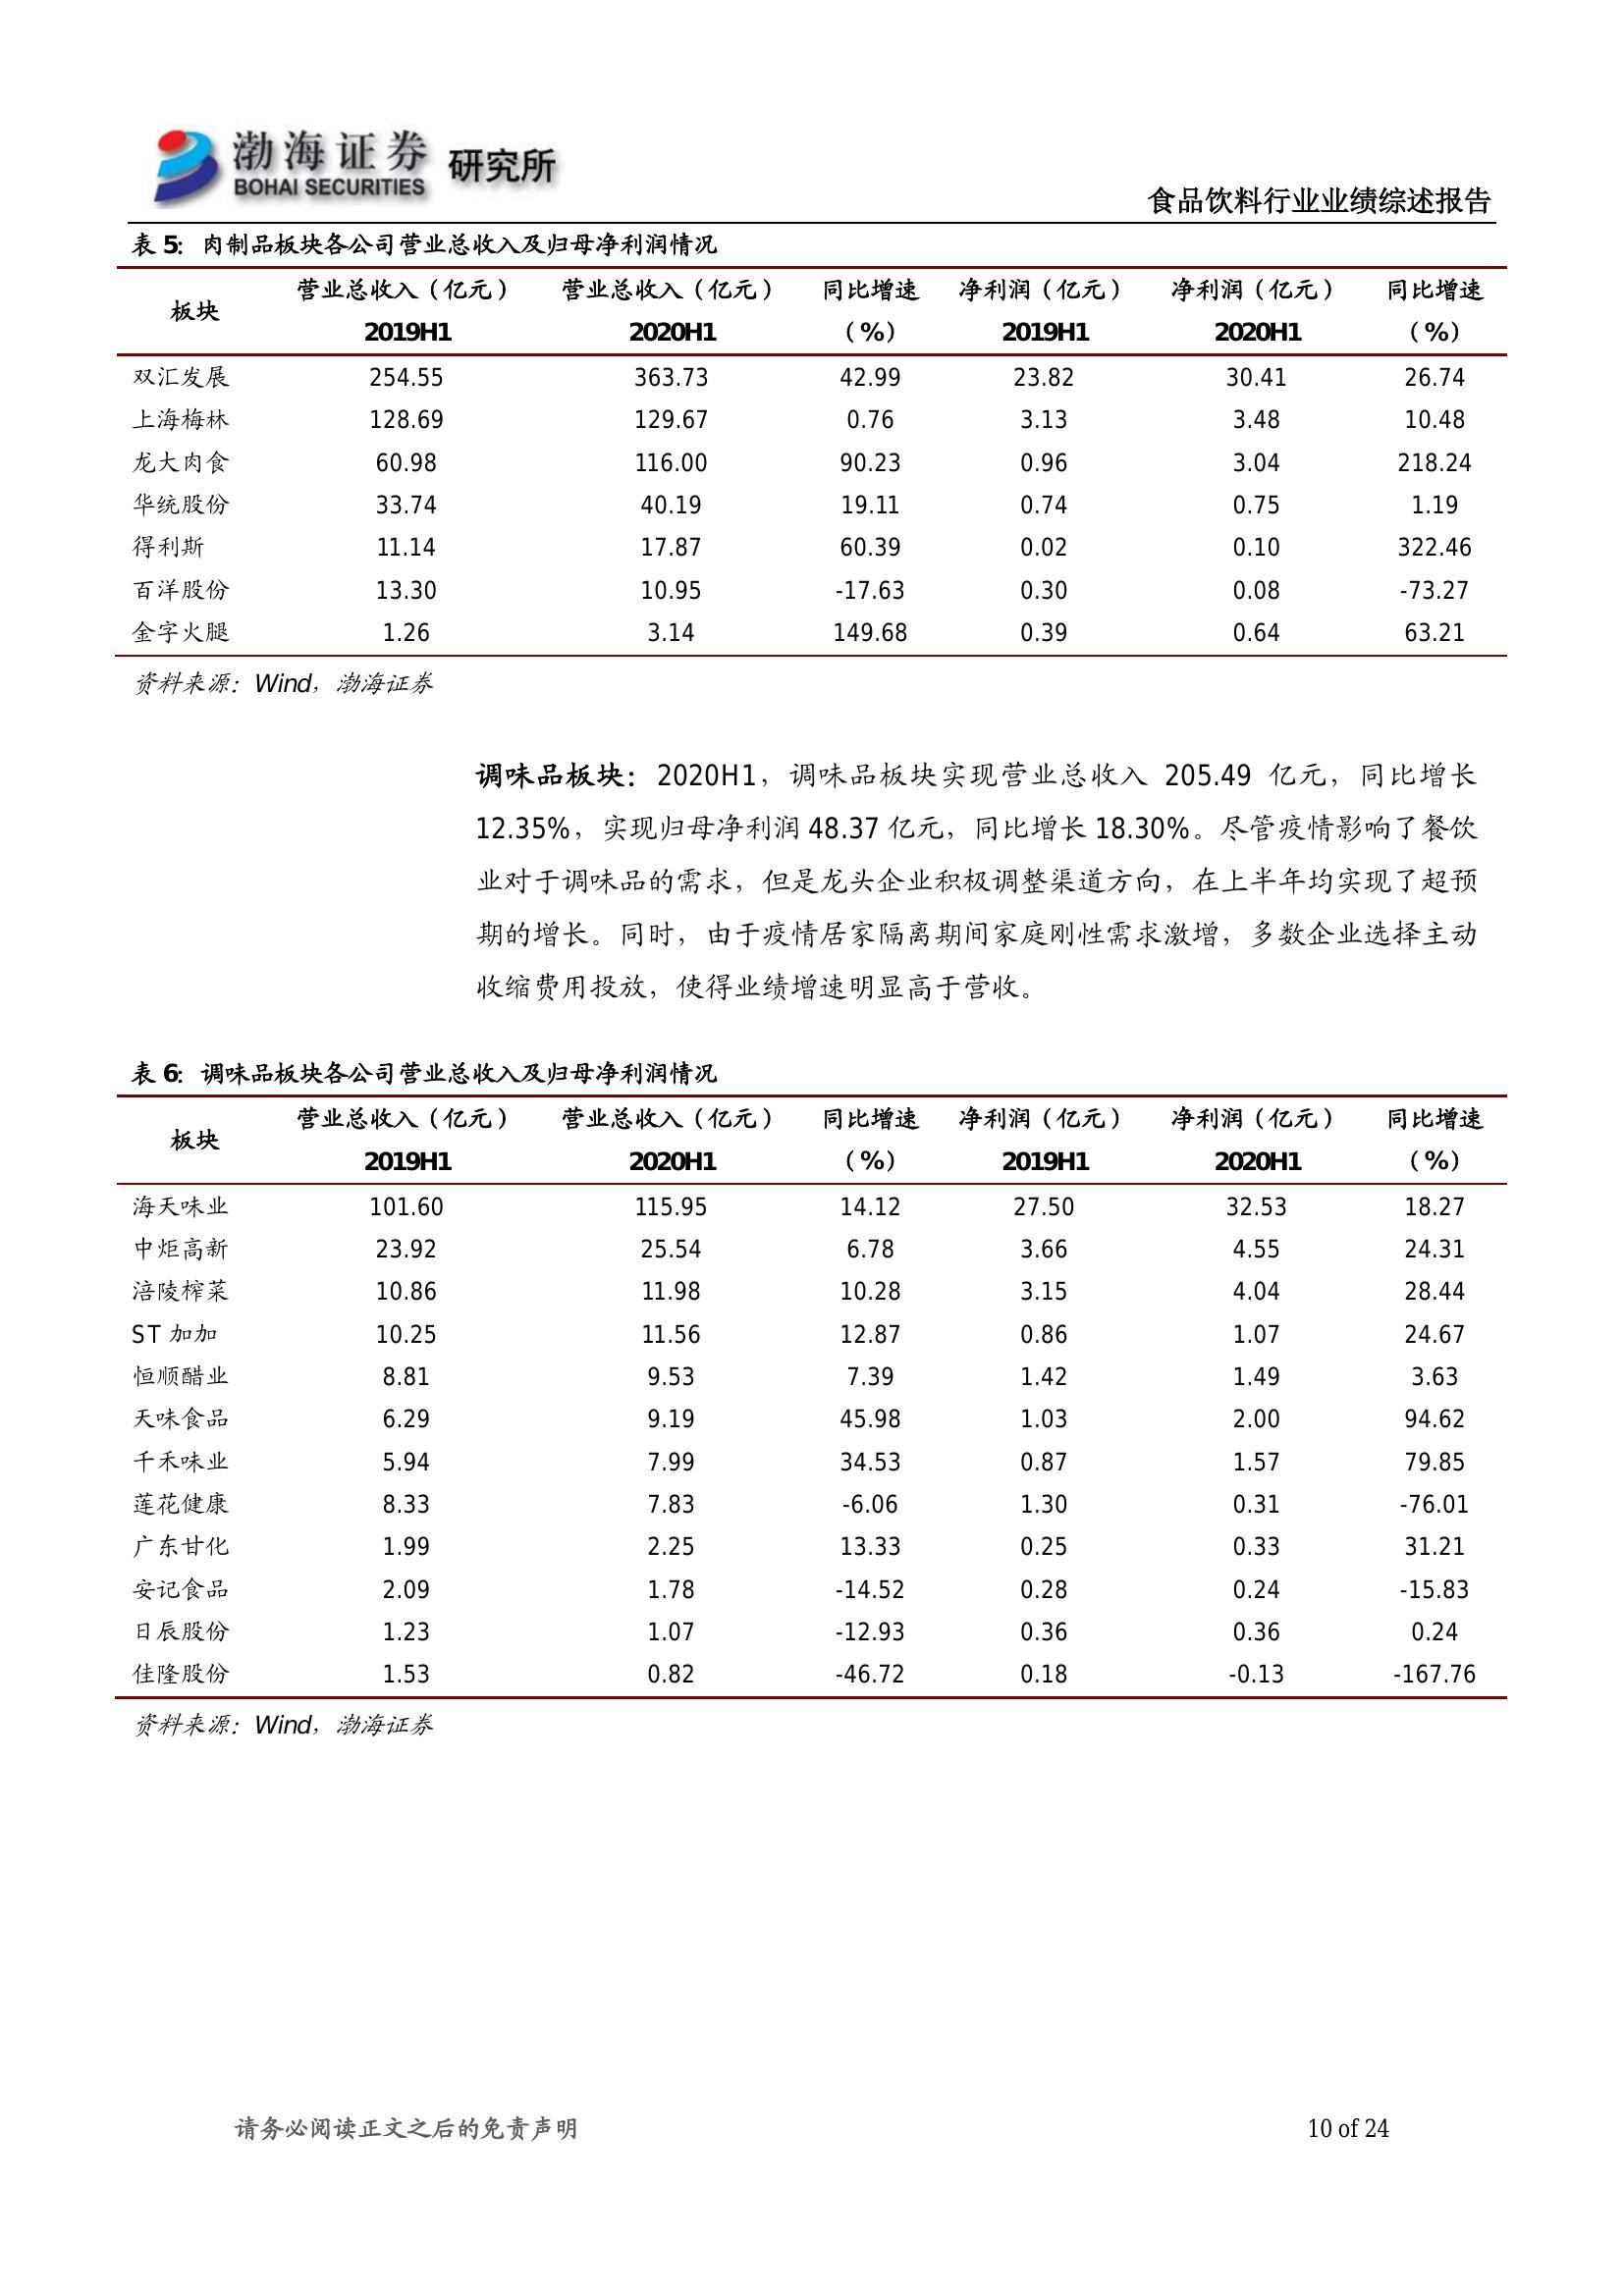 渤海证券 研究所
BOHAI SECURITIES
食品饮料行业业绩综述报告
表 5：肉制品板块各公司营业总收入及归母净利润情况
板块 营业总收入（亿元） 营业总收入（亿元） 同比增速 净利润（亿元） 净利润（亿元） 同比增速
2019H1 2020H1 （%） 2019H1 2020H1 （%）
双汇发展 254.55 363.73 42.99 23.82 30.41 26.74
上海梅林 128.69 129.67 0.76 3.13 3.48 10.48
龙大肉食 60.98 116.00 90.23 0.96 3.04 218.24
华统股份 33.74 40.19 19.11 0.74 0.75 1.19
得利斯 11.14 17.87 60.39 0.02 0.10 322.46
百洋股份 13.30 10.95 -17.63 0.30 0.08 -73.27
金字火腿 1.26 3.14 149.68 0.39 0.64 63.21
资料来源：Wind，渤海证券
调味品板块：2020H1，调味品板块实现营业总收入 205.49 亿元，同比增长
12.35%，实现归母净利润 48.37 亿元，同比增长 18.30%。尽管疫情影响了餐饮
业对于调味品的需求，但是龙头企业积极调整渠道方向，在上半年均实现了超预
期的增长。同时，由于疫情居家隔离期间家庭刚性需求激增，多数企业选择主动
收缩费用投放，使得业绩增速明显高于营收。
表 6：调味品板块各公司营业总收入及归母净利润情况
板块 营业总收入（亿元） 营业总收入（亿元） 同比增速 净利润（亿元） 净利润（亿元） 同比增速
2019H1 2020H1 （%） 2019H1 2020H1 （%）
海天味业 101.60 115.95 14.12 27.50 32.53 18.27
中炬高新 23.92 25.54 6.78 3.66 4.55 24.31
涪陵榨菜 10.86 11.98 10.28 3.15 4.04 28.44
ST 加加 10.25 11.56 12.87 0.86 1.07 24.67
恒顺醋业 8.81 9.53 7.39 1.42 1.49 3.63
天味食品 6.29 9.19 45.98 1.03 2.00 94.62
千禾味业 5.94 7.99 34.53 0.87 1.57 79.85
莲花健康 8.33 7.83 -6.06 1.30 0.31 -76.01
广东甘化 1.99 2.25 13.33 0.25 0.33 31.21
安记食品 2.09 1.78 -14.52 0.28 0.24 -15.83
日辰股份 1.23 1.07 -12.93 0.36 0.36 0.24
佳隆股份 1.53 0.82 -46.72 0.18 -0.13 -167.76
资料来源：Wind，渤海证券
请务必阅读正文之后的免责声明 10 of 24